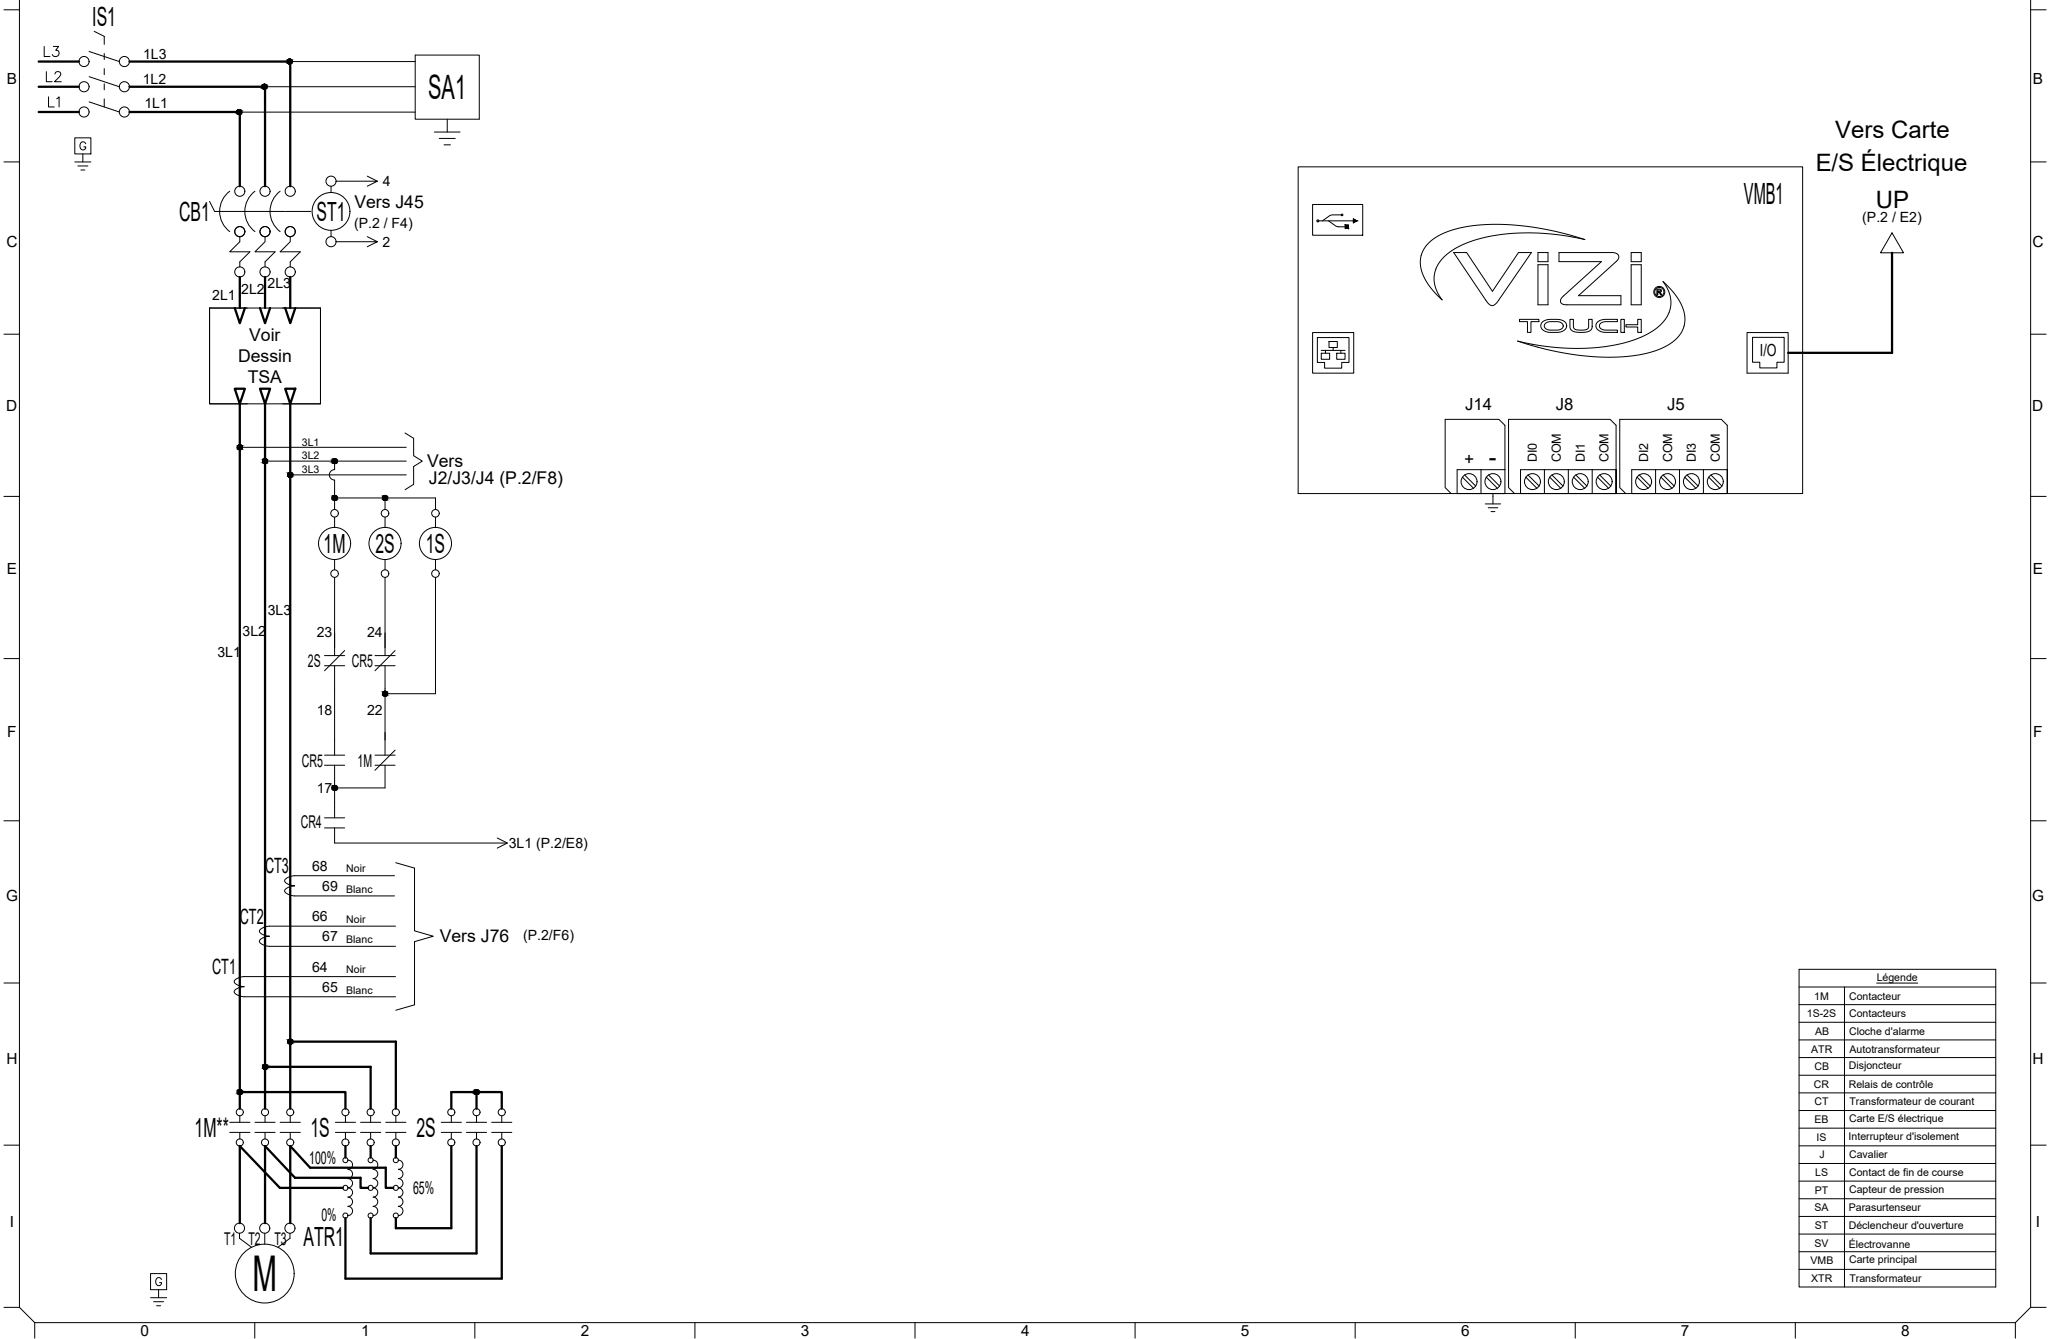 IS1
L3
1L3
L2
1L2
L1
1L1
SA1
B
B
G
CB1
ST1
4
Vers J45
(P.2 / F4)
2
C
C
2L1
2L2
2L3
Voir
Dessin
TSA
D
D
3L1
3L2
3L3
Vers
J2/J3/J4 (P.2/F8)
1M
2S
1S
E
E
3L3
3L2
3L1
23
24
2S
CR5
18
22
F
F
CR5
1M
17
CR4
3L1 (P.2/E8)
CT3
68 Noir
69 Blanc
G
G
CT2
66 Noir
67 Blanc
Vers J76 (P.2/F6)
CT1
64 Noir
65 Blanc
H
H
1M**
1S
2S
100%
65%
0%
ATR1
T1
T2
T3
M
I
I
G
Vers Carte
E/S Électrique
UP
(P.2 / E2)
VMB1
ViZi
®
TOUCH
I/O
J14
J8
J5
+
-
DI0
COM
DI1
COM
DI2
COM
DI3
COM
Légende
1M Contacteur
1S-2S Contacteurs
AB Cloche d'alarme
ATR Autotransformateur
CB Disjoncteur
CR Relais de contrôle
CT Transformateur de courant
EB Carte E/S électrique
IS Interrupteur d'isolement
J Cavalier
LS Contact de fin de course
PT Capteur de pression
SA Parasurtenseur
ST Déclencheur d'ouverture
SV Électrovanne
VMB Carte principal
XTR Transformateur
0
1
2
3
4
5
6
7
8